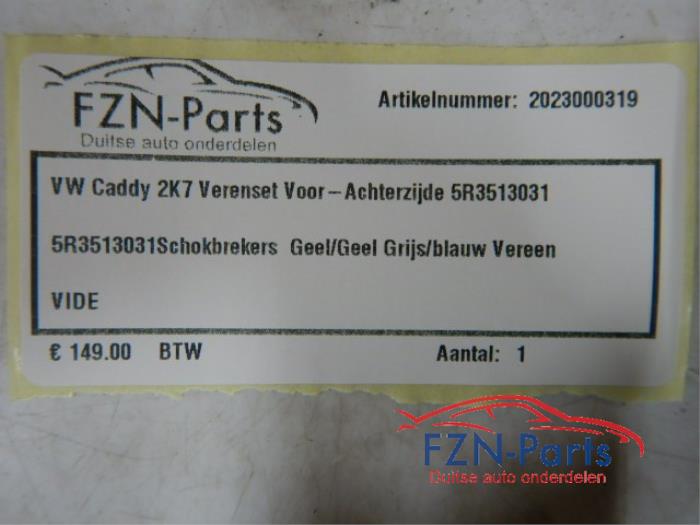 FZN-Parts
Duitse auto onderdelen
Artikelnummer: 2023000319
VW Caddy 2K7 Verenset Voor-Achterzijde 5R3513031
5R3513031Schokbrekers Geel/Geel Grijs/blauw Vereen
VIDE
€ 149.00 BTW Aantal: 1
FZN-Parts
Duitse auto onderdelen